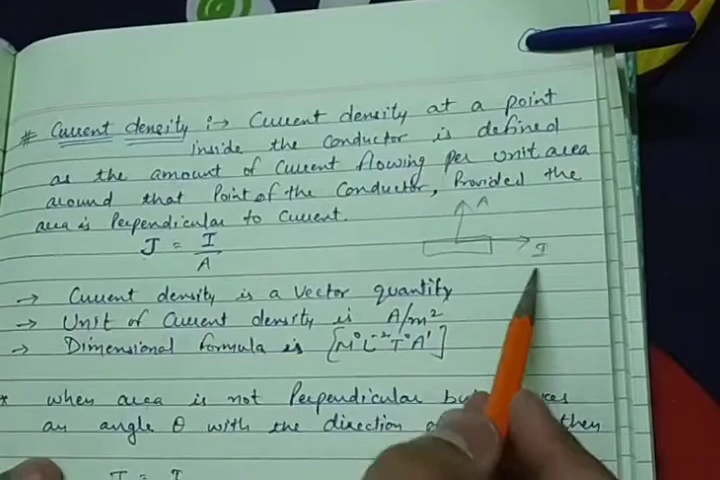 # Current density :→ Current density at a point
inside the conductor is defined
as the amount of current flowing per unit area
around that Point of the Conductor, Provided the
area is Perpendicular to current.
J = I
A
A
I
→ Current density is a vector quantity
→ Unit of Current density is A/m²
→ Dimensional formula is [M⁰L⁻²T⁰A¹]
* when area is not Perpendicular
an angle θ with the direction then
J = I